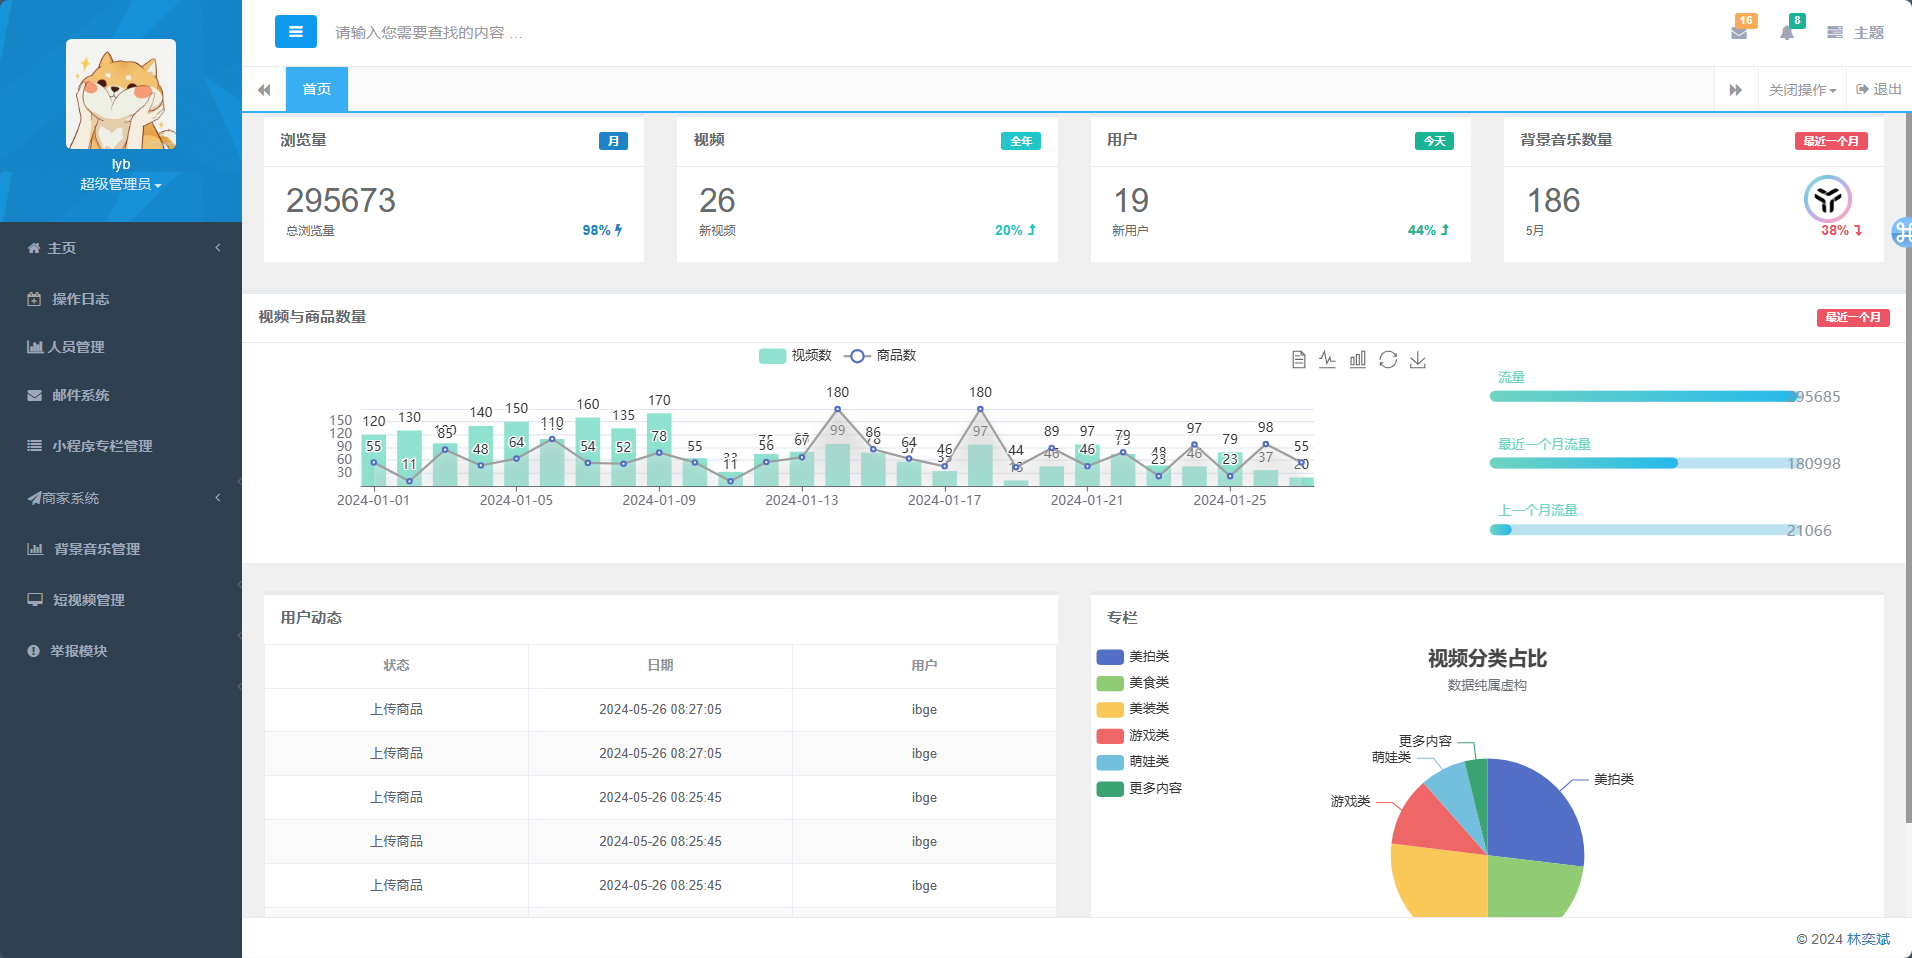 请输入您需要查找的内容 …
16
8
主题
首页
关闭操作
退出
lyb
超级管理员
主页
操作日志
人员管理
邮件系统
小程序专栏管理
商家系统
背景音乐管理
短视频管理
举报模块
浏览量
月
295673
总浏览量
98%
视频
全年
26
新视频
20%
用户
今天
19
新用户
44%
背景音乐数量
最近一个月
186
5月
38%
视频与商品数量
最近一个月
视频数
商品数
150
120
90
60
30
120
130
140
150
110
160
135
170
55
180
86
64
46
180
44
89
97
79
48
97
79
98
55
55
11
85
48
64
54
52
78
11
56
67
99
78
57
97
46
23
46
23
37
20
2024-01-01
2024-01-05
2024-01-09
2024-01-13
2024-01-17
2024-01-21
2024-01-25
流量
295685
最近一个月流量
180998
上一个月流量
21066
用户动态
状态 日期 用户
上传商品 2024-05-26 08:27:05 ibge
上传商品 2024-05-26 08:27:05 ibge
上传商品 2024-05-26 08:25:45 ibge
上传商品 2024-05-26 08:25:45 ibge
上传商品 2024-05-26 08:25:45 ibge
专栏
美拍类
美食类
美装类
游戏类
萌娃类
更多内容
视频分类占比
数据纯属虚构
更多内容
萌娃类
游戏类
美拍类
© 2024 林奕斌